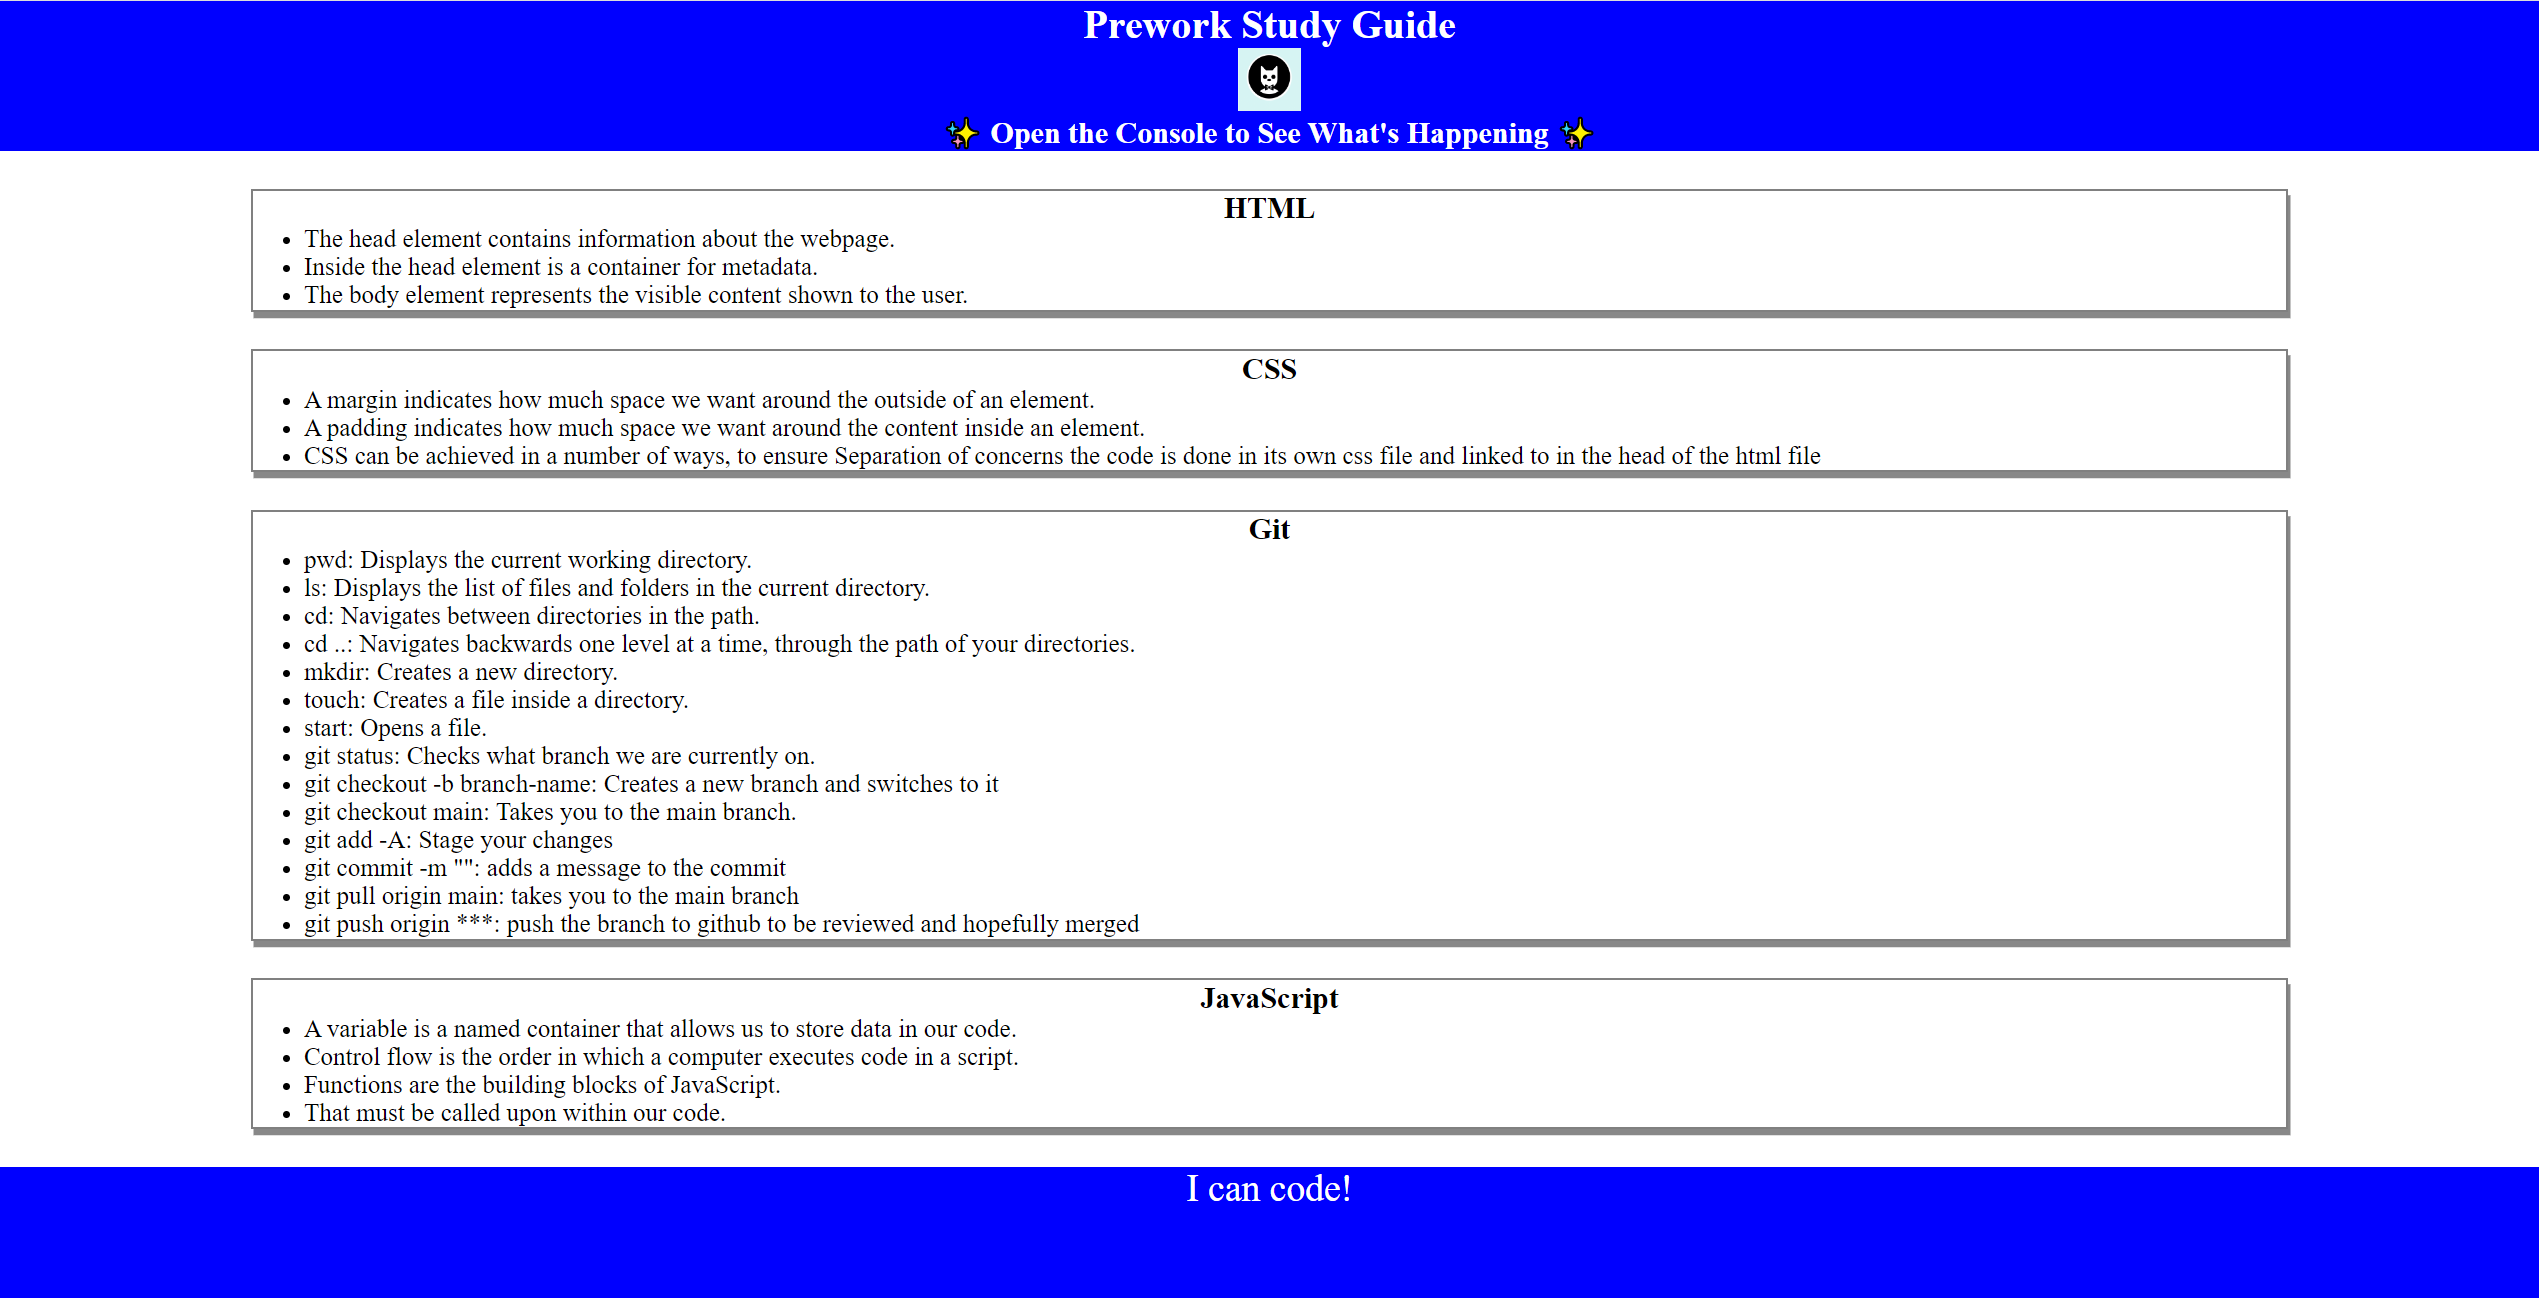 Prework Study Guide
✨ Open the Console to See What's Happening ✨
HTML
• The head element contains information about the webpage.
• Inside the head element is a container for metadata.
• The body element represents the visible content shown to the user.
CSS
• A margin indicates how much space we want around the outside of an element.
• A padding indicates how much space we want around the content inside an element.
• CSS can be achieved in a number of ways, to ensure Separation of concerns the code is done in its own css file and linked to in the head of the html file
Git
• pwd: Displays the current working directory.
• ls: Displays the list of files and folders in the current directory.
• cd: Navigates between directories in the path.
• cd ..: Navigates backwards one level at a time, through the path of your directories.
• mkdir: Creates a new directory.
• touch: Creates a file inside a directory.
• start: Opens a file.
• git status: Checks what branch we are currently on.
• git checkout -b branch-name: Creates a new branch and switches to it
• git checkout main: Takes you to the main branch.
• git add -A: Stage your changes
• git commit -m "": adds a message to the commit
• git pull origin main: takes you to the main branch
• git push origin ***: push the branch to github to be reviewed and hopefully merged
JavaScript
• A variable is a named container that allows us to store data in our code.
• Control flow is the order in which a computer executes code in a script.
• Functions are the building blocks of JavaScript.
• That must be called upon within our code.
I can code!